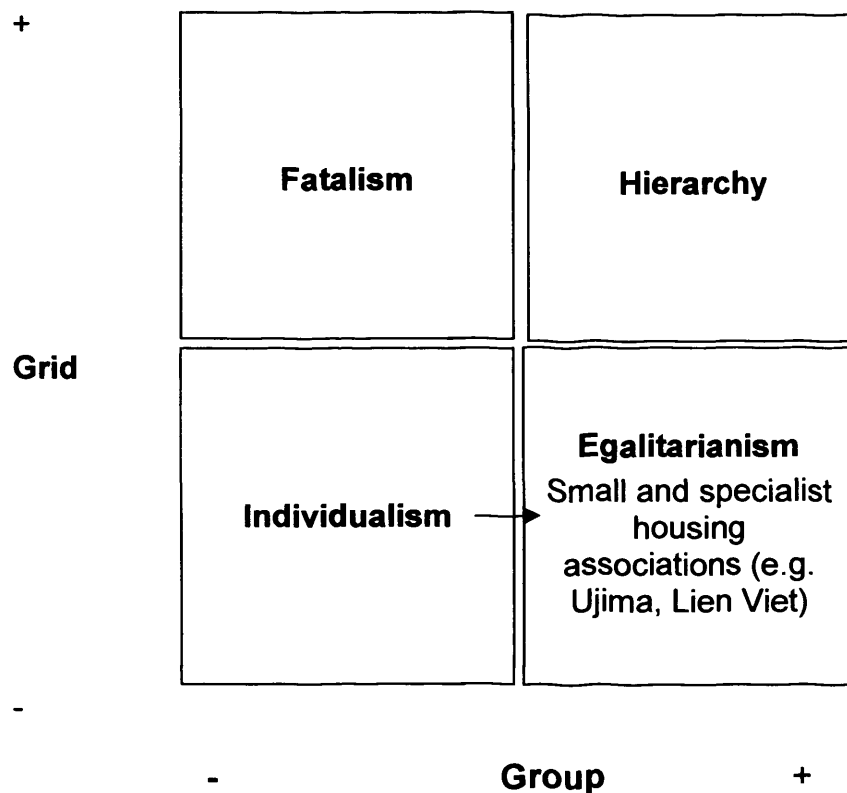 +
Fatalism
Hierarchy
Grid
Individualism
Egalitarianism
Small and specialist
housing
associations (e.g.
Ujima, Lien Viet)
-
-
Group
+